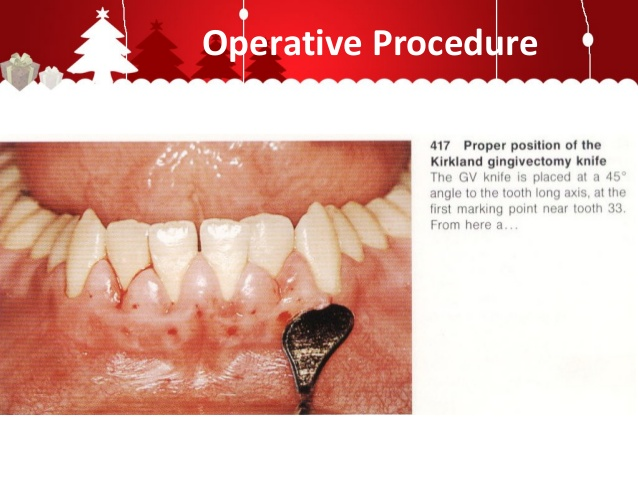 Operative Procedure
417 Proper position of the
Kirkland gingivectomy knife
The GV knife is placed at a 45°
angle to the tooth long axis, at the
first marking point near tooth 33.
From here a...